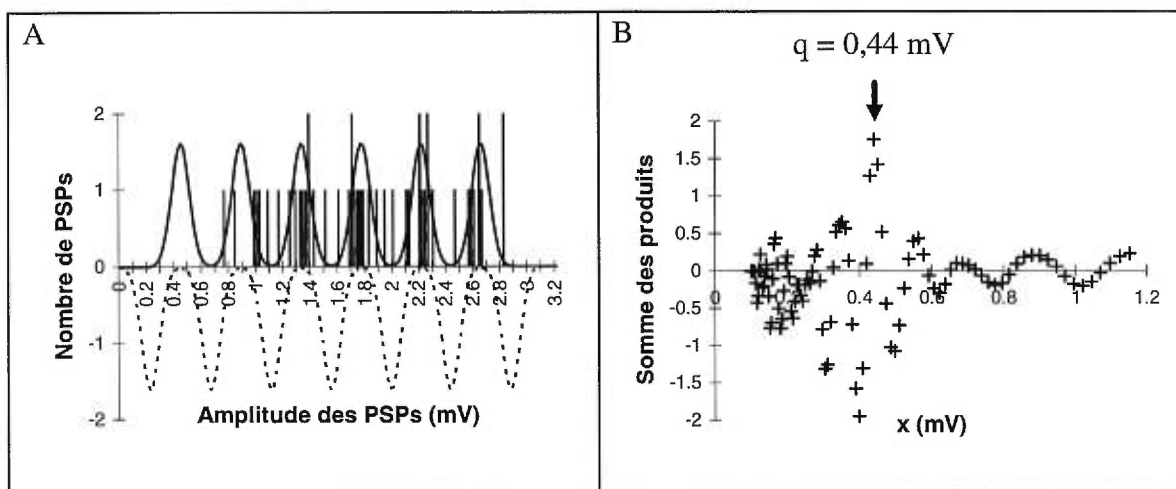 A
Nombre de PSPs
2
1
0
-1
-2
0 0.2 0.4 0.6 0.8 1 1.2 1.4 1.6 1.8 2 2.2 2.4 2.6 2.8 3 3.2
Amplitude des PSPs (mV)
B
q = 0,44 mV
Somme des produits
2
1.5
1
0.5
0
-0.5
-1
-1.5
-2
0 0.4 0.6 0.8 1 1.2
x (mV)